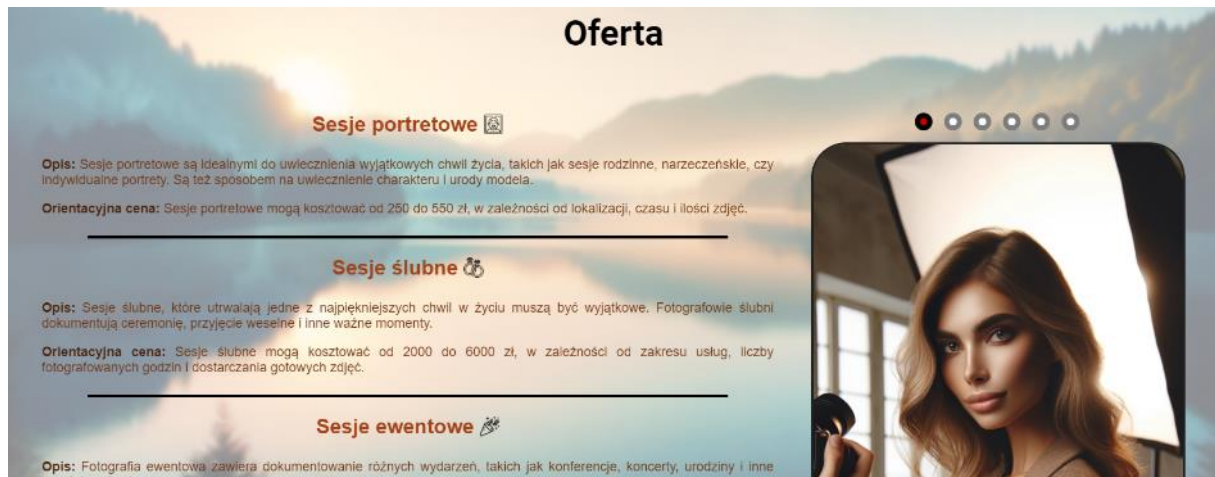 Oferta
Sesje portretowe
Opis: Sesje portretowe są idealnymi do uwiecznienia wyjątkowych chwil życia, takich jak sesje rodzinne, narzeczeńskie, czy
indywidualne portrety. Są też sposobem na uwiecznienie charakteru i urody modela.
Orientacyjna cena: Sesje portretowe mogą kosztować od 250 do 550 zł, w zależności od lokalizacji, czasu i ilości zdjęć.
Sesje ślubne
Opis: Sesje ślubne, które utrwalają jedne z najpiękniejszych chwil w życiu muszą być wyjątkowe. Fotografowie ślubni
dokumentują ceremonię, przyjęcie weselne i inne ważne momenty.
Orientacyjna cena: Sesje ślubne mogą kosztować od 2000 do 6000 zł, w zależności od zakresu usług, liczby
fotografowanych godzin i dostarczania gotowych zdjęć.
Sesje ewentowe
Opis: Fotografia ewentowa zawiera dokumentowanie różnych wydarzeń, takich jak konferencje, koncerty, urodziny i inne